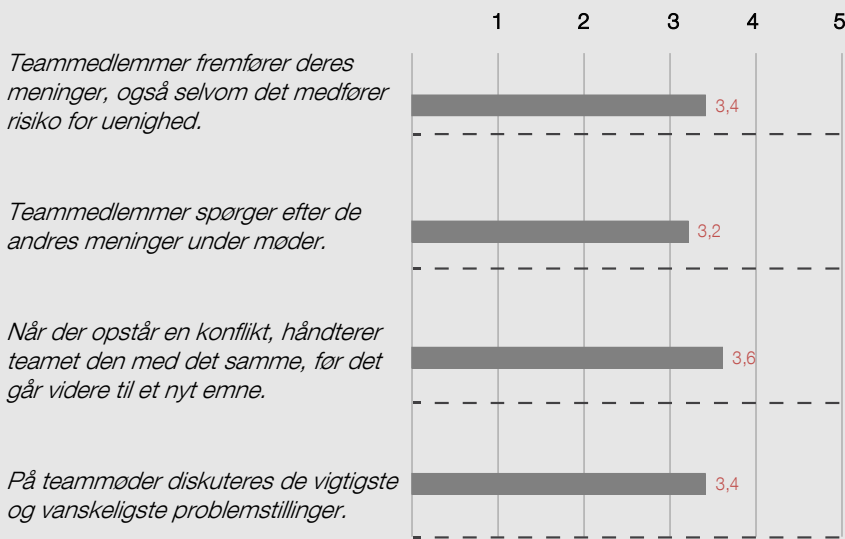 1 2 3 4 5
Teammedlemmer fremfører deres
meninger, også selvom det medfører
risiko for uenighed.
3,4
Teammedlemmer spørger efter de
andres meninger under møder.
3,2
Når der opstår en konflikt, håndterer
teamet den med det samme, før det
går videre til et nyt emne.
3,6
På teammøder diskuteres de vigtigste
og vanskeligste problemstillinger.
3,4